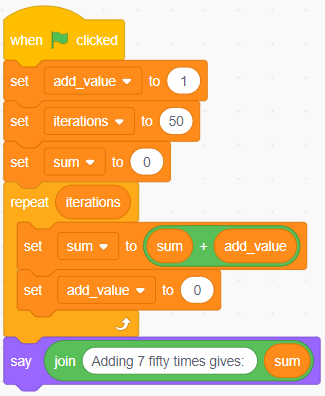 when clicked
set add_value to 1
set iterations to 50
set sum to 0
repeat iterations
set sum to sum + add_value
set add_value to 0
say join Adding 7 fifty times gives: sum